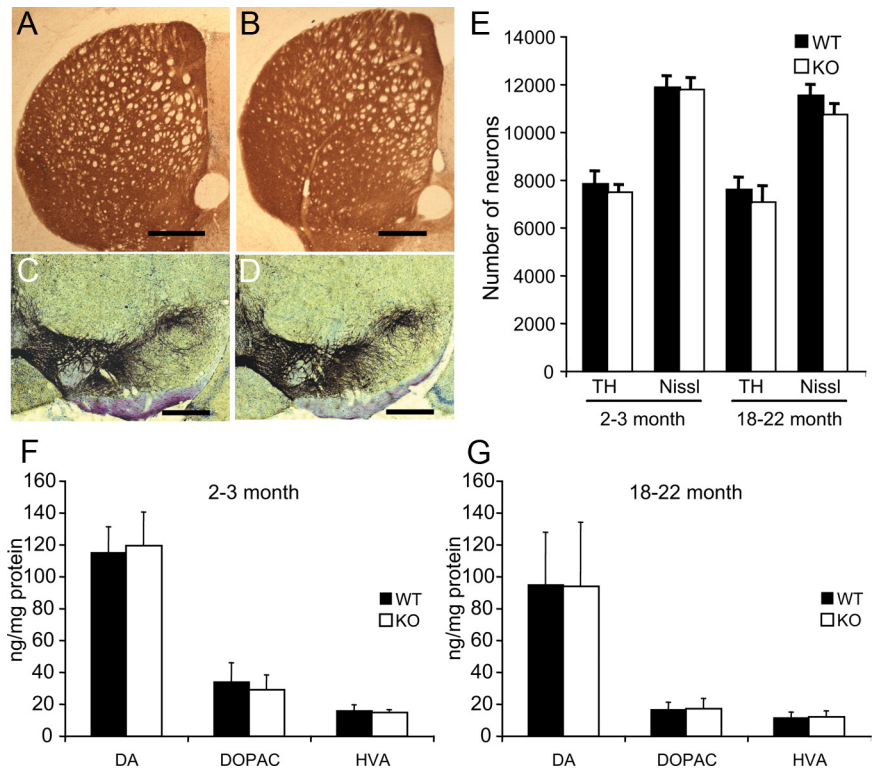 A
B
C
D
E
14000
12000
10000
8000
6000
4000
2000
0
Number of neurons
WT
KO
TH Nissl TH Nissl
2-3 month 18-22 month
F
2-3 month
160
140
120
100
80
60
40
20
0
ng/mg protein
WT
KO
DA DOPAC HVA
G
18-22 month
160
140
120
100
80
60
40
20
0
ng/mg protein
WT
KO
DA DOPAC HVA